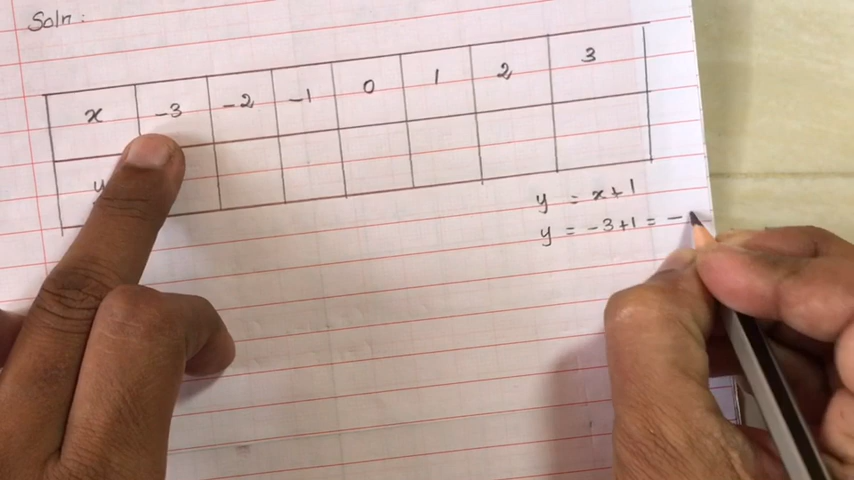 Soln:
x -3 -2 -1 0 1 2 3
y
y = x+1
y = -3+1 = -